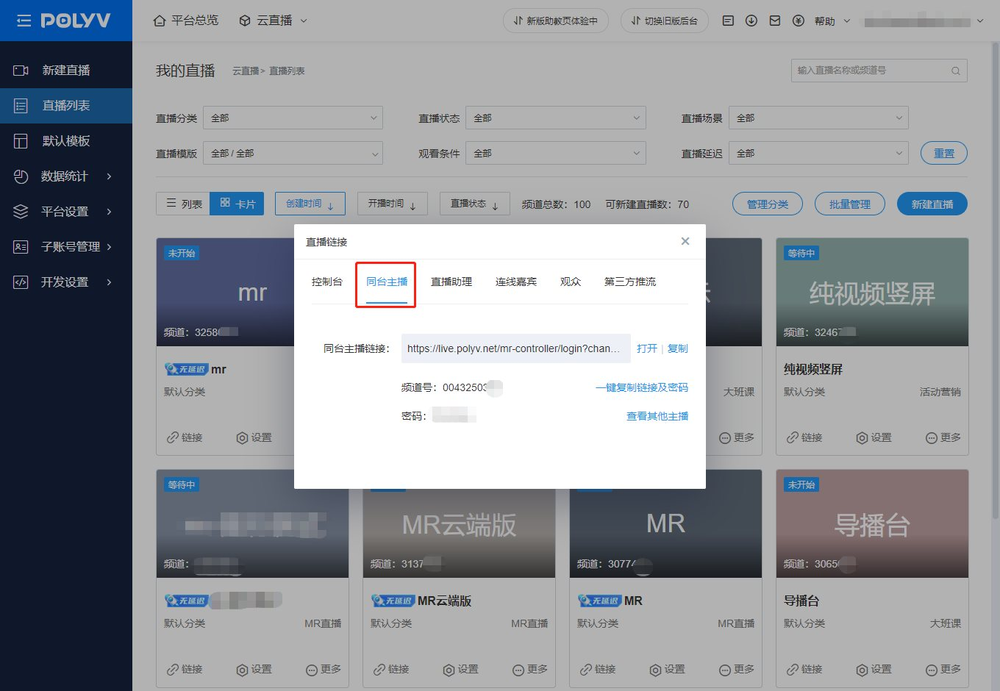 POLYV
平台总览
云直播
新版助教页体验中
切换旧版后台
帮助
新建直播
直播列表
默认模板
数据统计
平台设置
子账号管理
开发设置
我的直播
云直播> 直播列表
输入直播名称或频道号
直播分类 全部
直播状态 全部
直播场景 全部
直播模版 全部 / 全部
观看条件 全部
直播延迟 全部
重置
列表
卡片
创建时间 ↓
开播时间 ↓
直播状态 ↓
频道总数：100
可新建直播数：70
管理分类
批量管理
新建直播
直播链接
控制台
同台主播
直播助理
连线嘉宾
观众
第三方推流
同台主播链接：
https://live.polyv.net/mr-controller/login?chan...
打开 | 复制
频道号：00432503
一键复制链接及密码
密码：
查看其他主播
未开始
mr
频道：3258
无延迟 mr
默认分类
链接
设置
大班课
更多
等待中
纯视频竖屏
频道：32467
纯视频竖屏
默认分类
活动营销
链接
设置
更多
等待中
频道：
无延迟
默认分类
MR直播
链接
设置
更多
MR云端版
频道：3137
无延迟 MR云端版
默认分类
MR直播
链接
设置
更多
MR
频道：3077
无延迟 MR
默认分类
MR直播
链接
设置
更多
未开始
导播台
频道：3065
导播台
默认分类
大班课
链接
设置
更多